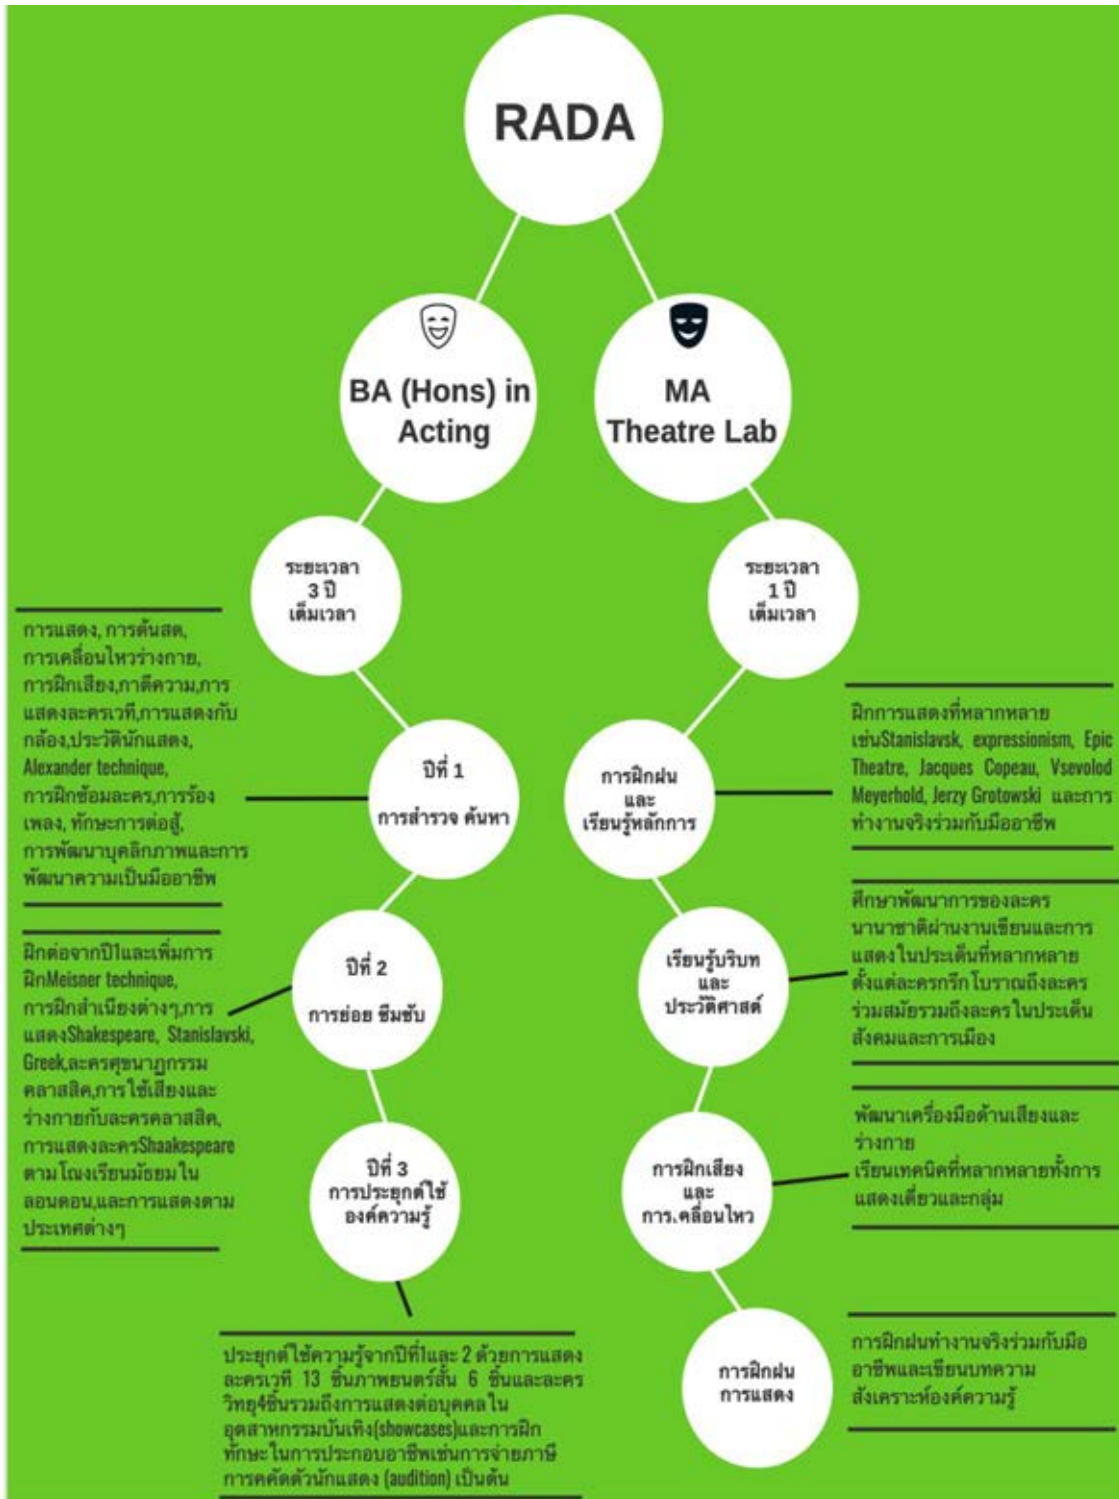 RADA
BA (Hons) in
Acting
MA
Theatre Lab
ระยะเวลา
3 ปี
เต็มเวลา
ระยะเวลา
1 ปี
เต็มเวลา
การแสดง, การด้นสด,
การเคลื่อนไหวร่างกาย,
การฝึกเสียง,กาตีความ,การ
แสดงละครเวที,การแสดงกับ
กล้อง,ประวัตินักแสดง,
Alexander technique,
การฝึกซ้อมละคร,การร้อง
เพลง, ทักษะการต่อสู้,
การพัฒนาบุคลิกภาพและการ
พัฒนาความเป็นมืออาชีพ
ปีที่ 1
การสำรวจ ค้นหา
การฝึกฝน
และ
เรียนรู้หลักการ
ฝึกการแสดงที่หลากหลาย
เช่นStanislavsk, expressionism, Epic
Theatre, Jacques Copeau, Vsevolod
Meyerhold, Jerzy Grotowski และการ
ทำงานจริงร่วมกับมืออาชีพ
ฝึกต่อจากปี1และเพิ่มการ
ฝึกMeisner technique,
การฝึกสำเนียงต่างๆ,การ
แสดงShakespeare, Stanislavski,
Greek,ละครศุขนาฏกรรม
คลาสสิค,การใช้เสียงและ
ร่างกายกับละครคลาสสิค,
การแสดงละครShaakespeare
ตามโณงเรียนมัธยมใน
ลอนดอน,และการแสดงตาม
ประเทศต่างๆ
ปีที่ 2
การย่อย ซึมซับ
เรียนรู้บริบท
และ
ประวัติศาสต์
ศึกษาพัฒนาการของละคร
นานาชาติผ่านงานเขียนและการ
แสดงในประเด็นที่หลากหลาย
ตั้งแต่ละครกรีกโบราณถึงละคร
ร่วมสมัยรวมถึงละครในประเด็น
สังคมและการเมือง
ปีที่ 3
การประยุกต์ใช้
องค์ความรู้
การฝึกเสียง
และ
การ.คลื่อนไหว
พัฒนาเครื่องมือด้านเสียงและ
ร่างกาย
เรียนเทคนิคที่หลากหลายทั้งการ
แสดงเดี่ยวและกลุ่ม
ประยุกต์ใช้ความรู้จากปีที่1และ 2 ด้วยการแสดง
ละครเวที 13 ชิ้นภาพยนตร์สั้น 6 ชิ้นและละคร
วิทยุ4ชิ้นรวมถึงการแสดงต่อบุคคลใน
อุตสาหกรรมบันเทิง(showcases)และการฝึก
ทักษะในการประกอบอาชีพเช่นการจ่ายภาษี
การคคัดตัวนักแสดง (audition) เป็นต้น
การฝึกฝน
การแสดง
การฝึกฝนทำงานจริงร่วมกับมือ
อาชีพและเขียนบทความ
สังเคราะห์องค์ความรู้